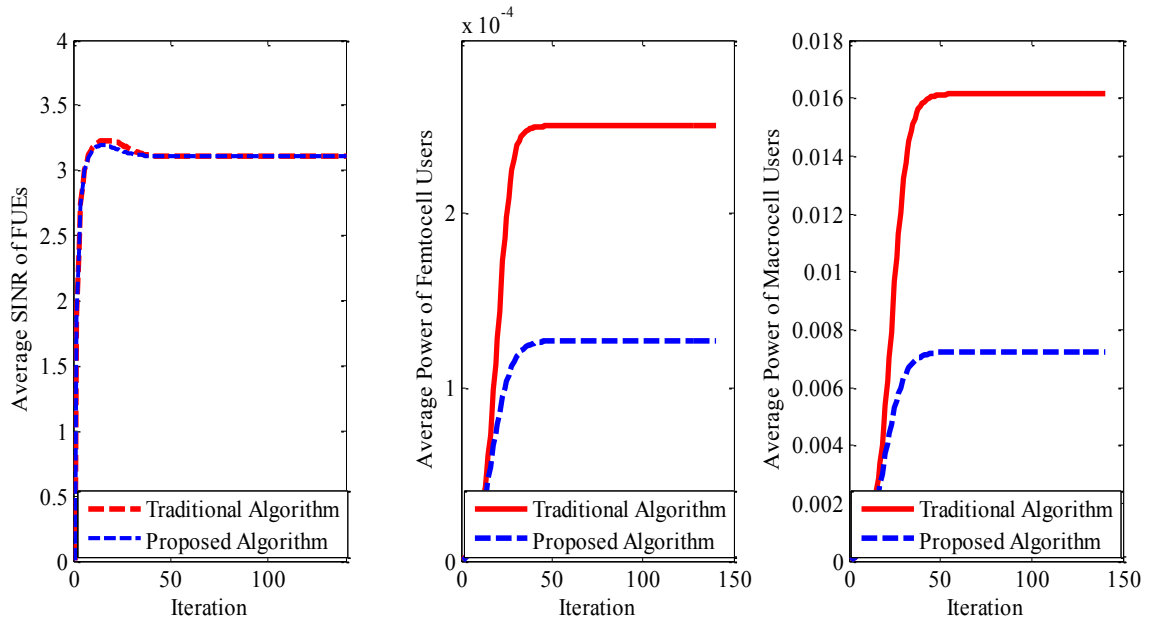 Average SINR of FUEs
4
3.5
3
2.5
2
1.5
1
0.5
0
Traditional Algorithm
Proposed Algorithm
0 50 100
Iteration
x 10-4
Average Power of Femtocell Users
2
1
0
Traditional Algorithm
Proposed Algorithm
0 50 100 150
Iteration
Average Power of Macrocell Users
0.018
0.016
0.014
0.012
0.01
0.008
0.006
0.004
0.002
0
Traditional Algorithm
Proposed Algorithm
0 50 100 150
Iteration